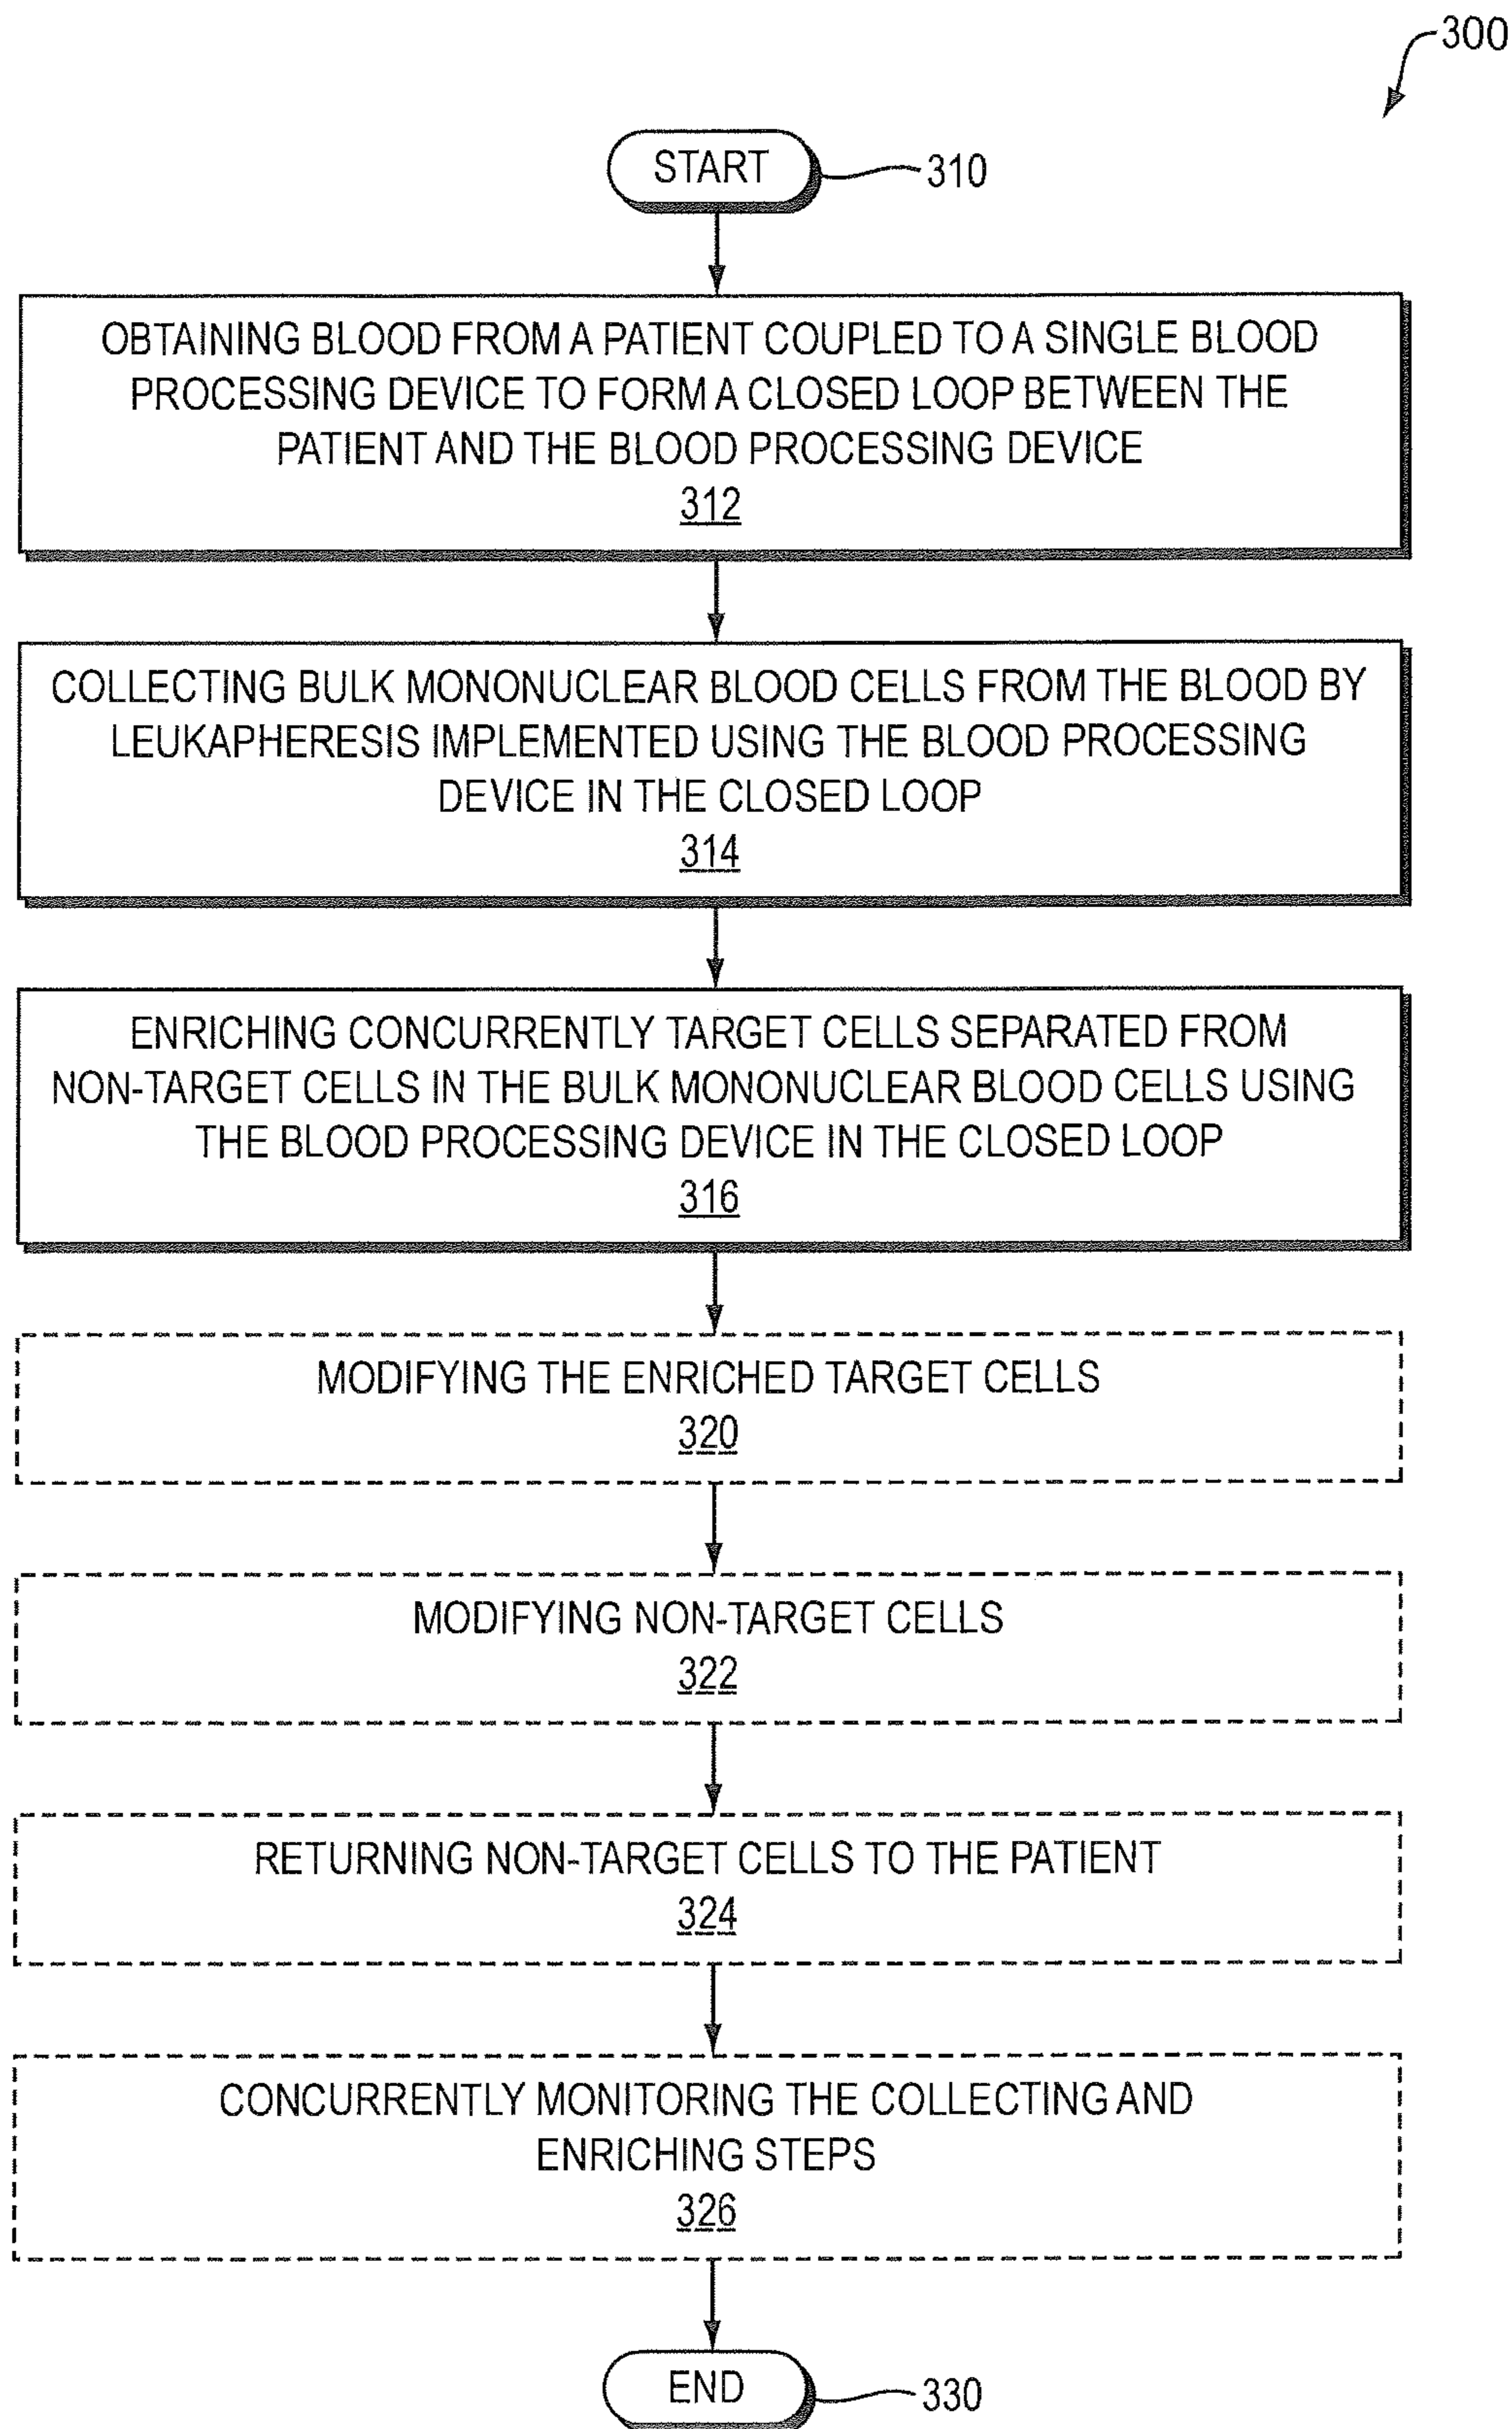 300
START
310
OBTAINING BLOOD FROM A PATIENT COUPLED TO A SINGLE BLOOD
PROCESSING DEVICE TO FORM A CLOSED LOOP BETWEEN THE
PATIENT AND THE BLOOD PROCESSING DEVICE
312
COLLECTING BULK MONONUCLEAR BLOOD CELLS FROM THE BLOOD BY
LEUKAPHERESIS IMPLEMENTED USING THE BLOOD PROCESSING
DEVICE IN THE CLOSED LOOP
314
ENRICHING CONCURRENTLY TARGET CELLS SEPARATED FROM
NON-TARGET CELLS IN THE BULK MONONUCLEAR BLOOD CELLS USING
THE BLOOD PROCESSING DEVICE IN THE CLOSED LOOP
316
MODIFYING THE ENRICHED TARGET CELLS
320
MODIFYING NON-TARGET CELLS
322
RETURNING NON-TARGET CELLS TO THE PATIENT
324
CONCURRENTLY MONITORING THE COLLECTING AND
ENRICHING STEPS
326
END
330